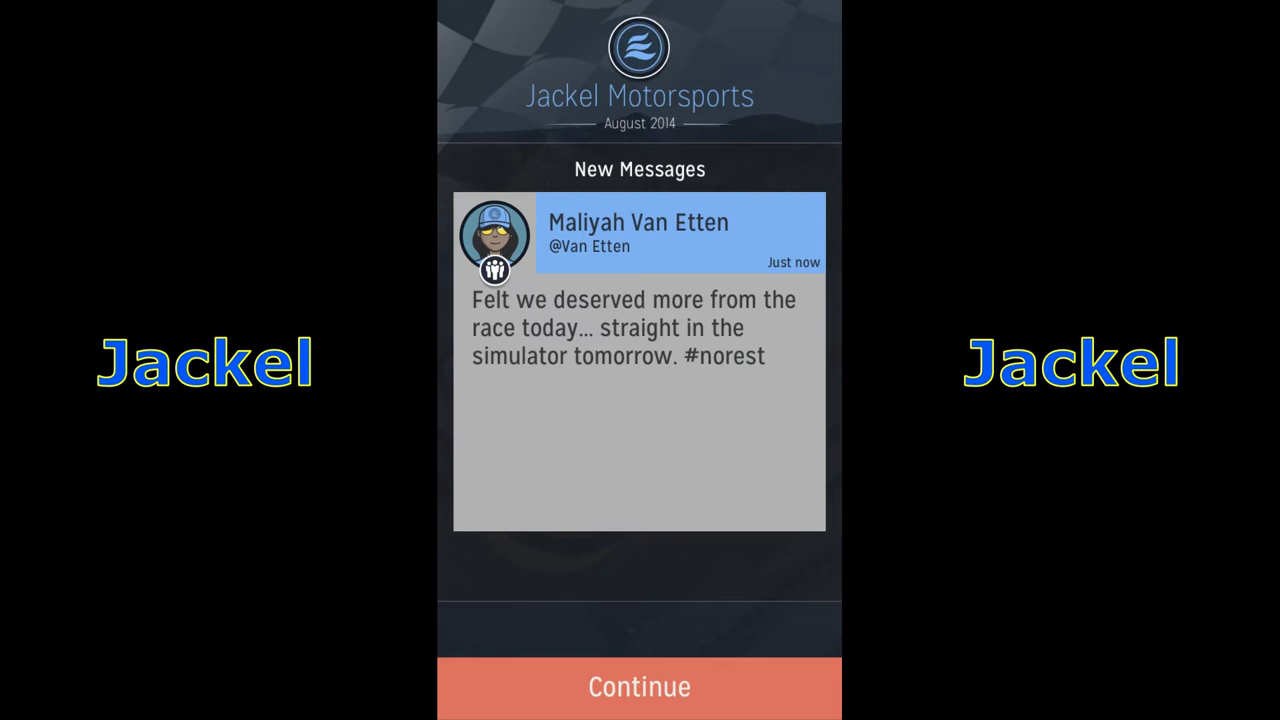 Jackel Motorsports
August 2014
New Messages
Maliyah Van Etten
@Van Etten
Just now
Felt we deserved more from the
race today... straight in the
simulator tomorrow. #norest
Jackel
Jackel
Continue